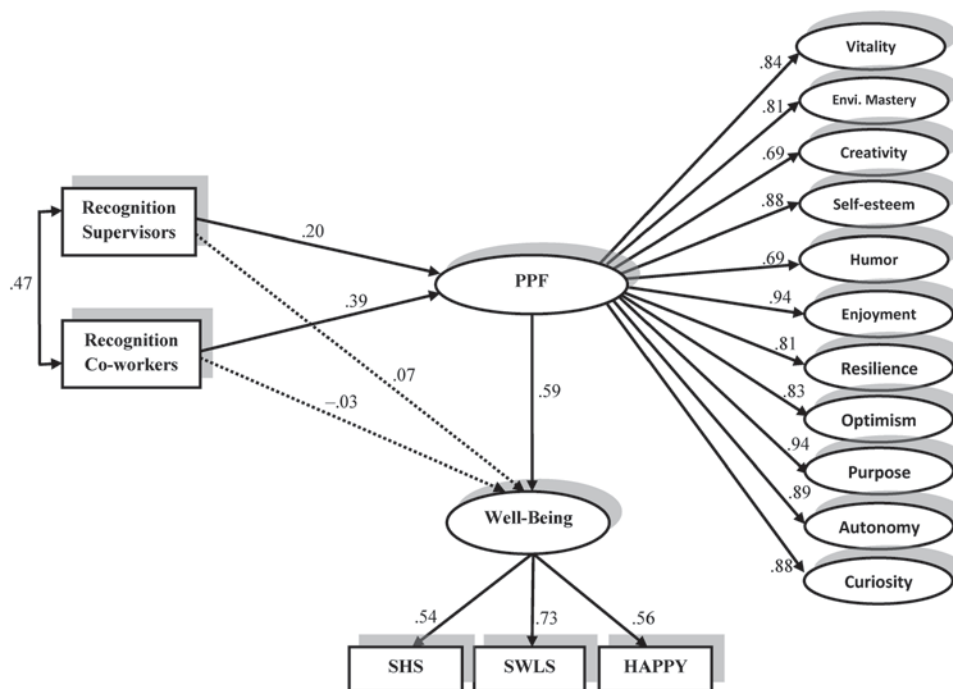 Vitality
.84
Envi. Mastery
.81
Creativity
.69
Self-esteem
.88
Recognition
Supervisors
.20
Humor
.69
PPF
.47
.39
Enjoyment
.94
Recognition
Co-workers
.07
–.03
.59
Resilience
.81
Optimism
.83
Purpose
.94
Well-Being
Autonomy
.89
Curiosity
.88
.54
.73
.56
SHS
SWLS
HAPPY